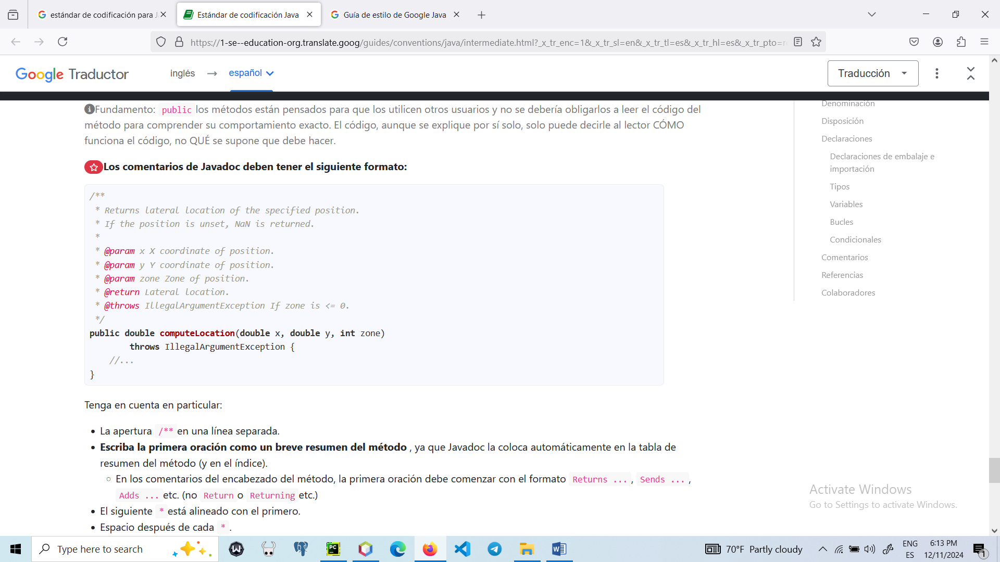 estándar de codificación para J
Estándar de codificación Java
Guía de estilo de Google Java
https://1-se--education-org.translate.goog/guides/conventions/java/intermediate.html?_x_tr_enc=1&_x_tr_sl=en&_x_tr_tl=es&_x_tr_hl=es&_x_tr_pto=
Google Traductor
inglés → español
Traducción
Fundamento: public los métodos están pensados para que los utilicen otros usuarios y no se debería obligarlos a leer el código del
método para comprender su comportamiento exacto. El código, aunque se explique por sí solo, solo puede decirle al lector CÓMO
funciona el código, no QUÉ se supone que debe hacer.
Los comentarios de Javadoc deben tener el siguiente formato:
/**
* Returns lateral location of the specified position.
* If the position is unset, NaN is returned.
*
* @param x X coordinate of position.
* @param y Y coordinate of position.
* @param zone Zone of position.
* @return Lateral location.
* @throws IllegalArgumentException If zone is <= 0.
*/
public double computeLocation(double x, double y, int zone)
throws IllegalArgumentException {
//...
}
Tenga en cuenta en particular:
• La apertura /** en una línea separada.
• Escriba la primera oración como un breve resumen del método , ya que Javadoc la coloca automáticamente en la tabla de
resumen del método (y en el índice).
○ En los comentarios del encabezado del método, la primera oración debe comenzar con el formato Returns ... , Sends ... ,
Adds ... etc. (no Return o Returning etc.)
• El siguiente * está alineado con el primero.
• Espacio después de cada * .
Denominación
Disposición
Declaraciones
Declaraciones de embalaje e
importación
Tipos
Variables
Bucles
Condicionales
Comentarios
Referencias
Colaboradores
Activate Windows
Go to Settings to activate Windows.
Type here to search
PC
70°F Partly cloudy
ENG
ES
6:13 PM
12/11/2024
1